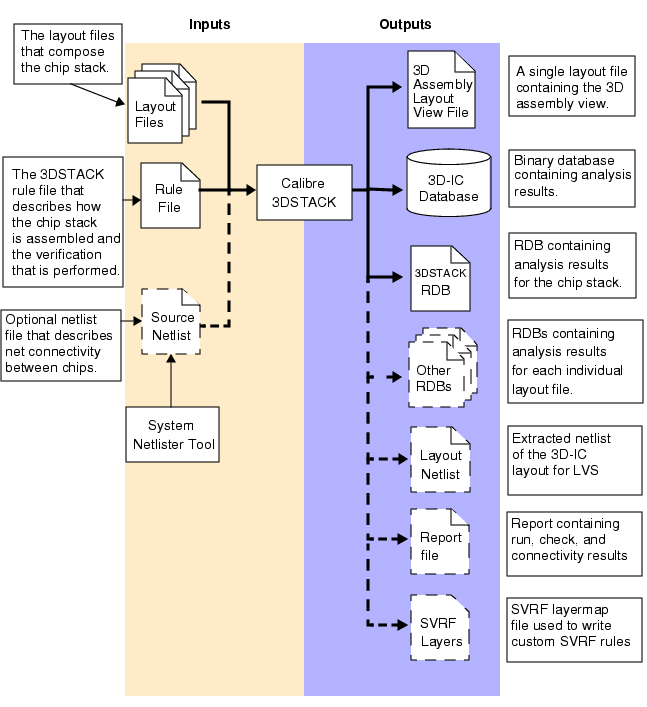 Inputs
Outputs
The layout files
that compose
the chip stack.
Layout
Files
The 3DSTACK
rule file that
describes how
the chip stack
is assembled and
the verification
that is performed.
Rule
File
Optional netlist
file that describes
net connectivity
between chips.
Source
Netlist
System
Netlister Tool
Calibre
3DSTACK
3D
Assembly
Layout
View File
A single layout file
containing the 3D
assembly view.
3D-IC
Database
Binary database
containing analysis
results.
3DSTACK
RDB
RDB containing
analysis results
for the chip stack.
Other
RDBs
RDBs containing
analysis results
for each individual
layout file.
Layout
Netlist
Extracted netlist
of the 3D-IC
layout for LVS
Report
file
Report containing
run, check, and
connectivity results
SVRF
Layers
SVRF layermap
file used to write
custom SVRF rules